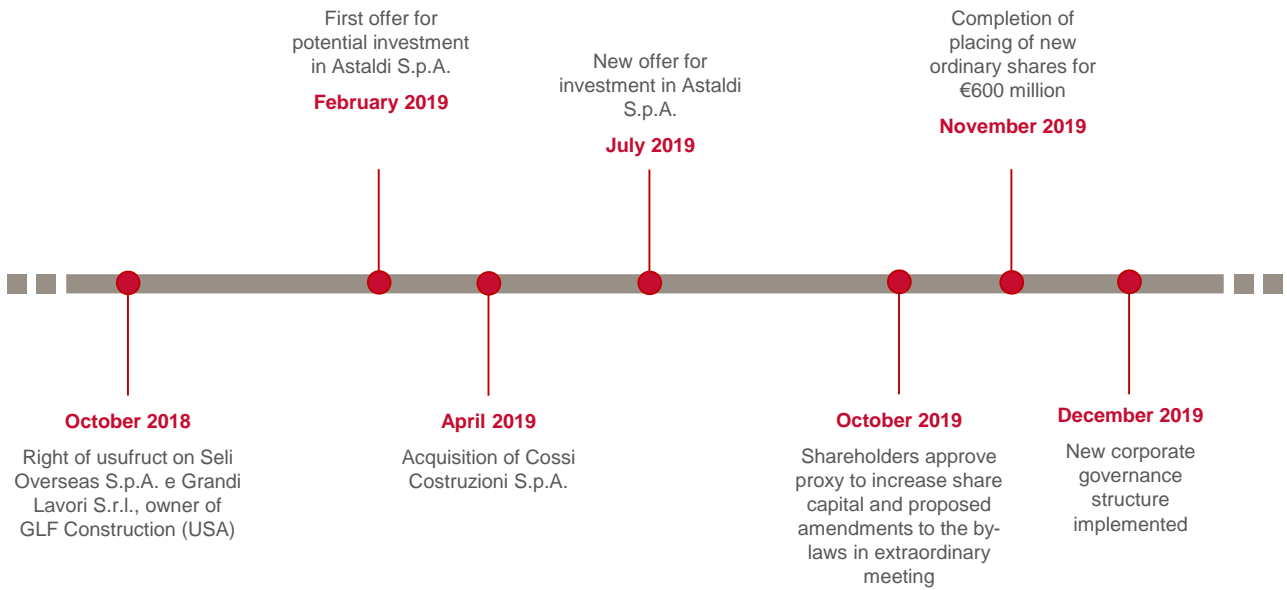 First offer for
potential investment
in Astaldi S.p.A.
February 2019
New offer for
investment in Astaldi
S.p.A.
July 2019
Completion of
placing of new
ordinary shares for
€600 million
November 2019
October 2018
Right of usufruct on Seli
Overseas S.p.A. e Grandi
Lavori S.r.l., owner of
GLF Construction (USA)
April 2019
Acquisition of Cossi
Costruzioni S.p.A.
October 2019
Shareholders approve
proxy to increase share
capital and proposed
amendments to the by-
laws in extraordinary
meeting
December 2019
New corporate
governance
structure
implemented